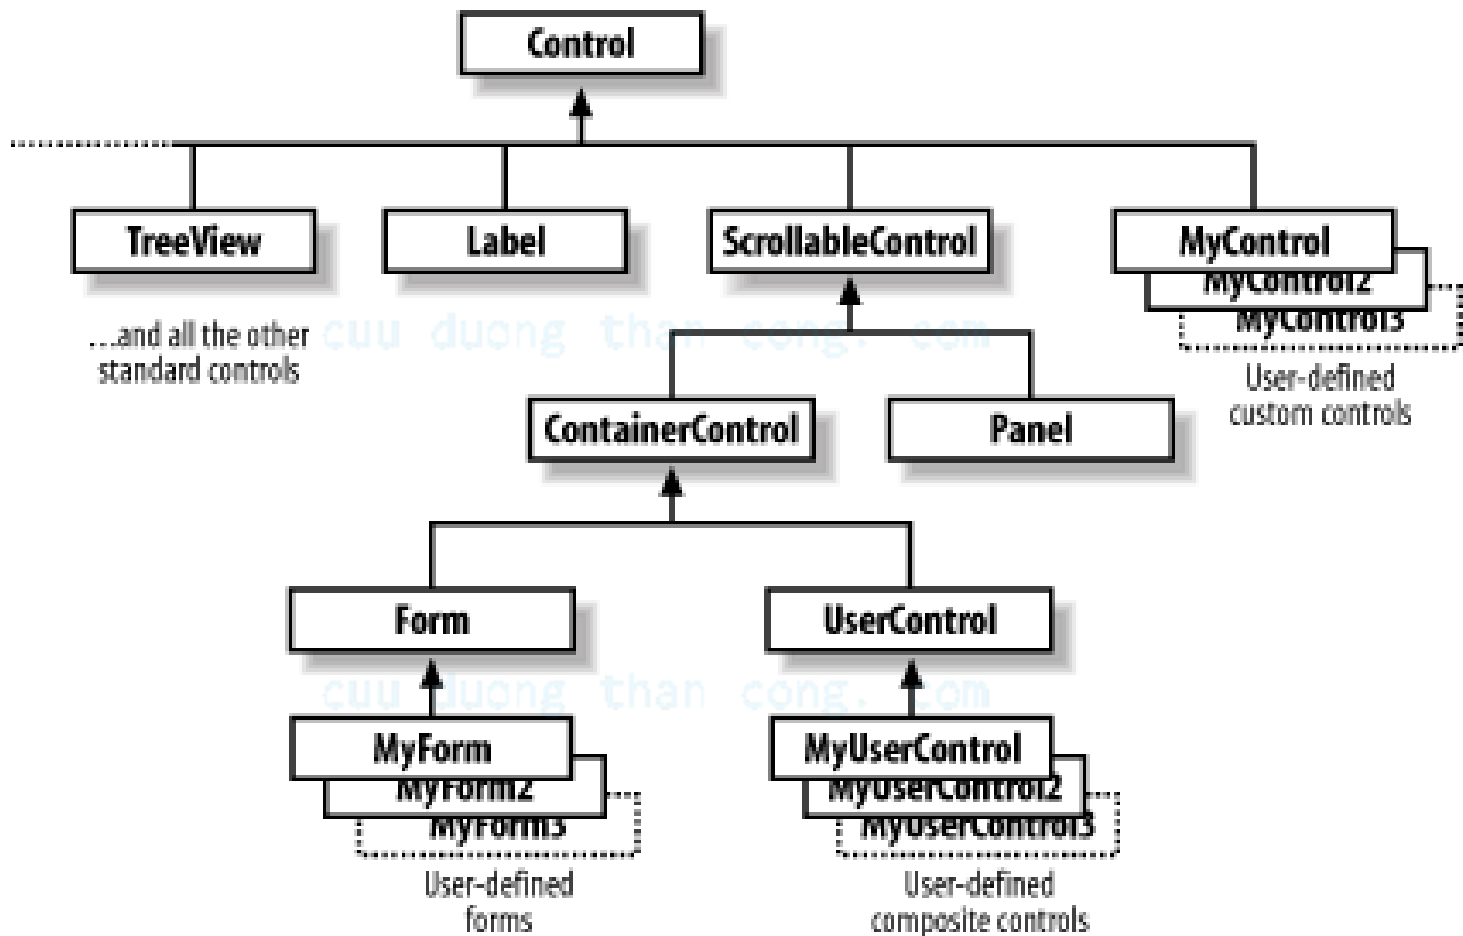 Control
TreeView
Label
ScrollableControl
MyControl
MyControl2
MyControl3
...and all the other
standard controls
cuu duong than cong. com
User-defined
custom controls
ContainerControl
Panel
Form
UserControl
cuu duong than cong. com
MyForm
MyForm2
MyForm3
MyUserControl
MyUserControl2
MyUserControl3
User-defined
forms
User-defined
composite controls